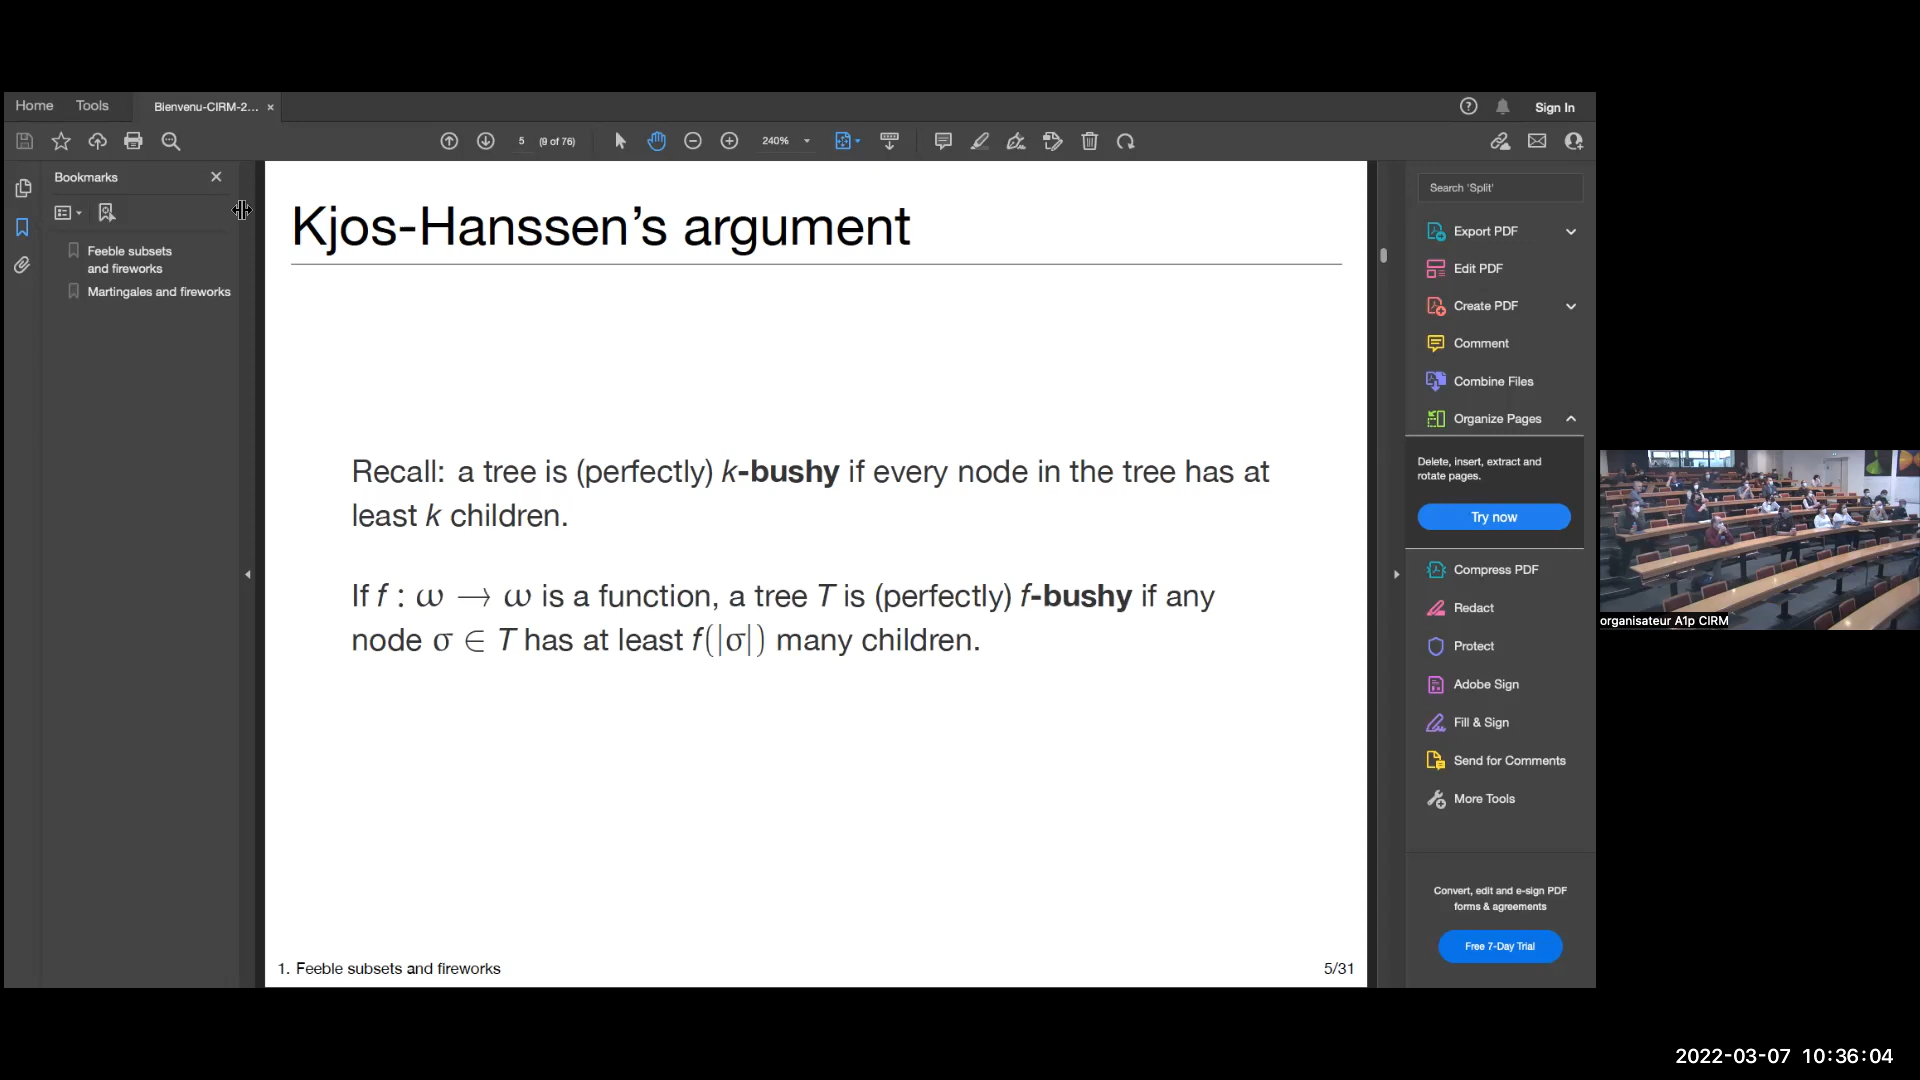 Home Tools Bienvenu-CIRM-2... × Sign In
5 (9 of 76) 240%
Bookmarks
Feeble subsets
and fireworks
Martingales and fireworks
Kjos-Hanssen’s argument
Recall: a tree is (perfectly) k-bushy if every node in the tree has at
least k children.
If f : ω → ω is a function, a tree T is (perfectly) f-bushy if any
node σ ∈ T has at least f(|σ|) many children.
1. Feeble subsets and fireworks 5/31
Search 'Split'
Export PDF
Edit PDF
Create PDF
Comment
Combine Files
Organize Pages
Delete, insert, extract and
rotate pages.
Try now
Compress PDF
Redact
Protect
Adobe Sign
Fill & Sign
Send for Comments
More Tools
Convert, edit and e-sign PDF
forms & agreements
Free 7-Day Trial
organisateur A1p CIRM
2022-03-07 10:36:04